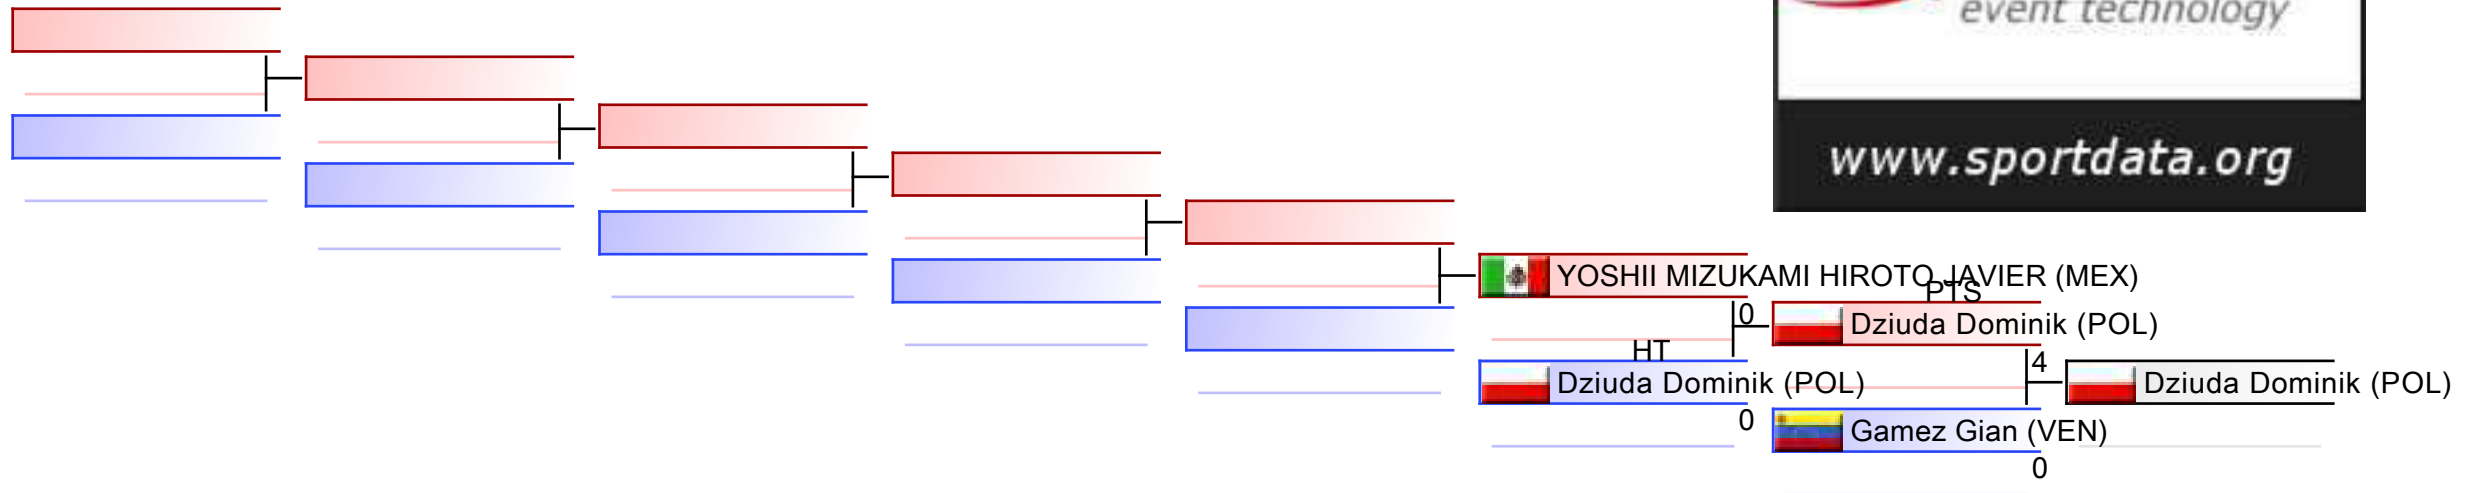 event technology
www.sportdata.org
YOSHII MIZUKAMI HIROTO JAVIER (MEX)
PTS
0
Dziuda Dominik (POL)
HT
4
Dziuda Dominik (POL)
Dziuda Dominik (POL)
0
Gamez Gian (VEN)
0